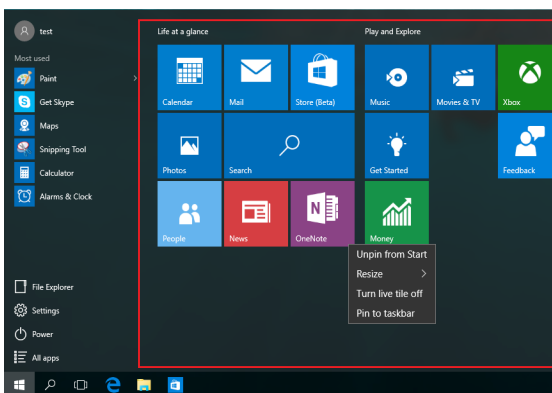 test
Most used
Paint
Get Skype
Maps
Snipping Tool
Calculator
Alarms & Clock
File Explorer
Settings
Power
All apps
Life at a glance
Play and Explore
Calendar
Mail
Store (Beta)
Music
Movies & TV
Xbox
Photos
Search
Get Started
Feedback
People
News
N
OneNote
Money
Unpin from Start
Resize
Turn live tile off
Pin to taskbar